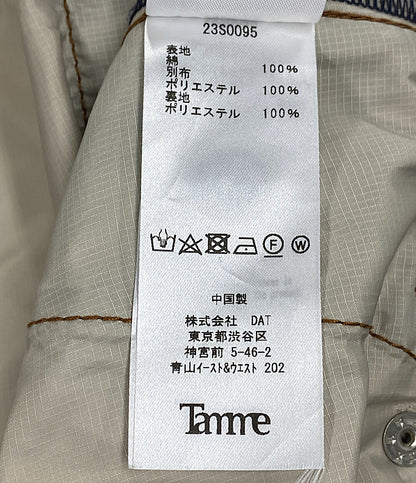 23S0095
表地
綿 100%
別布
ポリエステル 100%
裏地
ポリエステル 100%
F W
中国製
株式会社 DAT
東京都渋谷区
神宮前 5-46-2
青山ｲｰｽﾄ&ｳｴｽﾄ 202
Tamme